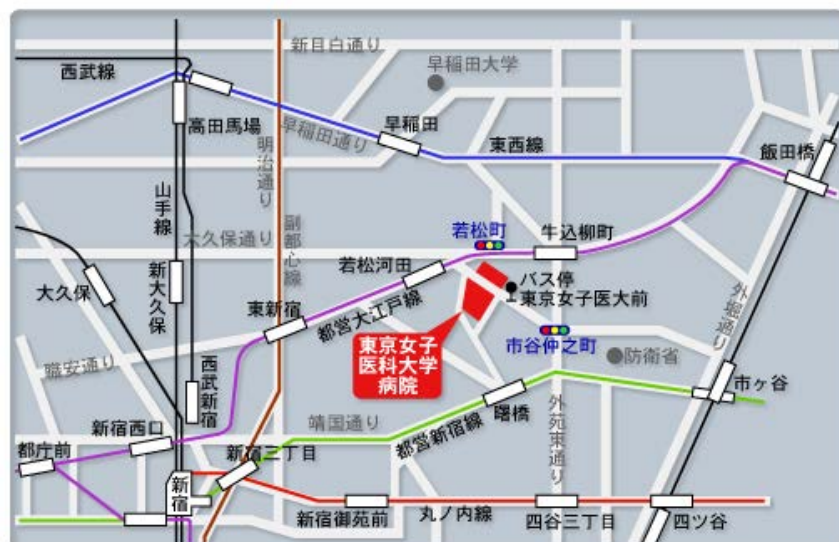 新目白通り
西武線
早稲田大学
高田馬場
早稲田通り
早稲田
東西線
飯田橋
明治通り
山手線
副都心線
大久保通り
若松町
牛込柳町
大久保
新大久保
若松河田
バス停
東京女子医大前
外堀通り
東新宿
都営大江戸線
市谷仲之町
防衛省
東京女子
医科大学
病院
職安通り
西武新宿
市ヶ谷
曙橋
靖国通り
都営新宿線
外苑東通り
新宿西口
都庁前
新宿三丁目
新宿
新宿御苑前
丸ノ内線
四谷三丁目
四ツ谷